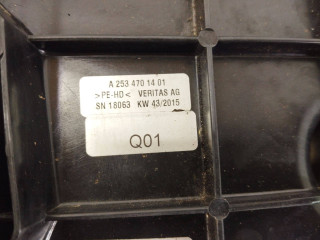 A 253 470 14 01
>PE-HD< VERITAS AG
SN 18063 KW 43/2015
Q01